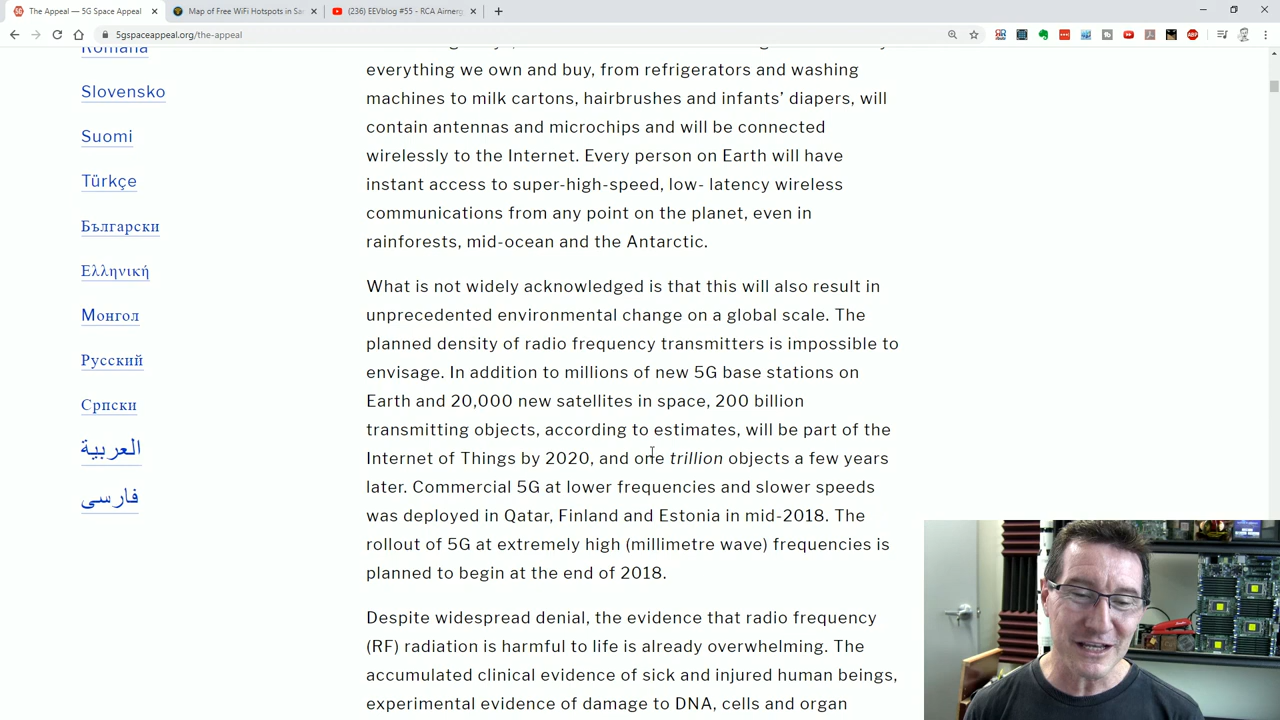 The Appeal — 5G Space Appeal
Map of Free WiFi Hotspots in Sa
(236) EEVblog #55 - RCA Airnerg
5gspaceappeal.org/the-appeal
Română
Slovensko
Suomi
Türkçe
Български
Ελληνική
Монгол
Русский
Српски
العربية
فارسی
everything we own and buy, from refrigerators and washing
machines to milk cartons, hairbrushes and infants’ diapers, will
contain antennas and microchips and will be connected
wirelessly to the Internet. Every person on Earth will have
instant access to super-high-speed, low- latency wireless
communications from any point on the planet, even in
rainforests, mid-ocean and the Antarctic.
What is not widely acknowledged is that this will also result in
unprecedented environmental change on a global scale. The
planned density of radio frequency transmitters is impossible to
envisage. In addition to millions of new 5G base stations on
Earth and 20,000 new satellites in space, 200 billion
transmitting objects, according to estimates, will be part of the
Internet of Things by 2020, and one trillion objects a few years
later. Commercial 5G at lower frequencies and slower speeds
was deployed in Qatar, Finland and Estonia in mid-2018. The
rollout of 5G at extremely high (millimetre wave) frequencies is
planned to begin at the end of 2018.
Despite widespread denial, the evidence that radio frequency
(RF) radiation is harmful to life is already overwhelming. The
accumulated clinical evidence of sick and injured human beings,
experimental evidence of damage to DNA, cells and organ